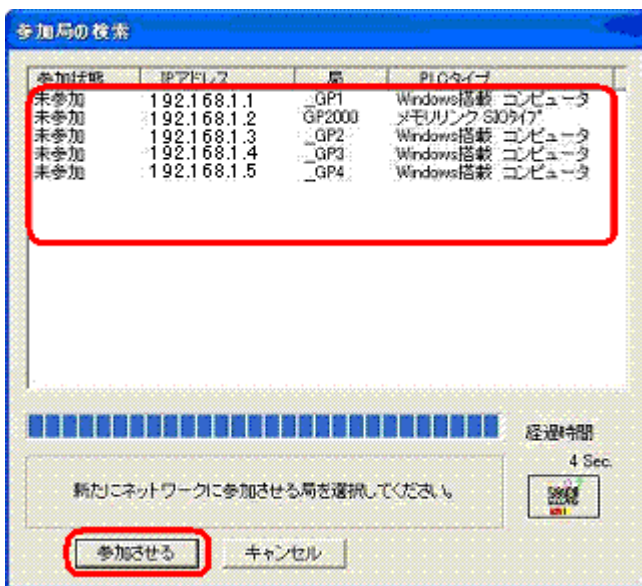 参加局の検索
参加状態 IPアドレス 局 PLCタイプ
未参加 192.168.1.1 _GP1 Windows搭載 コンピュータ
未参加 192.168.1.2 GP2000 メモリリンク SIOタイプ
未参加 192.168.1.3 _GP2 Windows搭載 コンピュータ
未参加 192.168.1.4 _GP3 Windows搭載 コンピュータ
未参加 192.168.1.5 _GP4 Windows搭載 コンピュータ
経過時間
4 Sec.
新たにネットワークに参加させる局を選択してください。
参加させる キャンセル